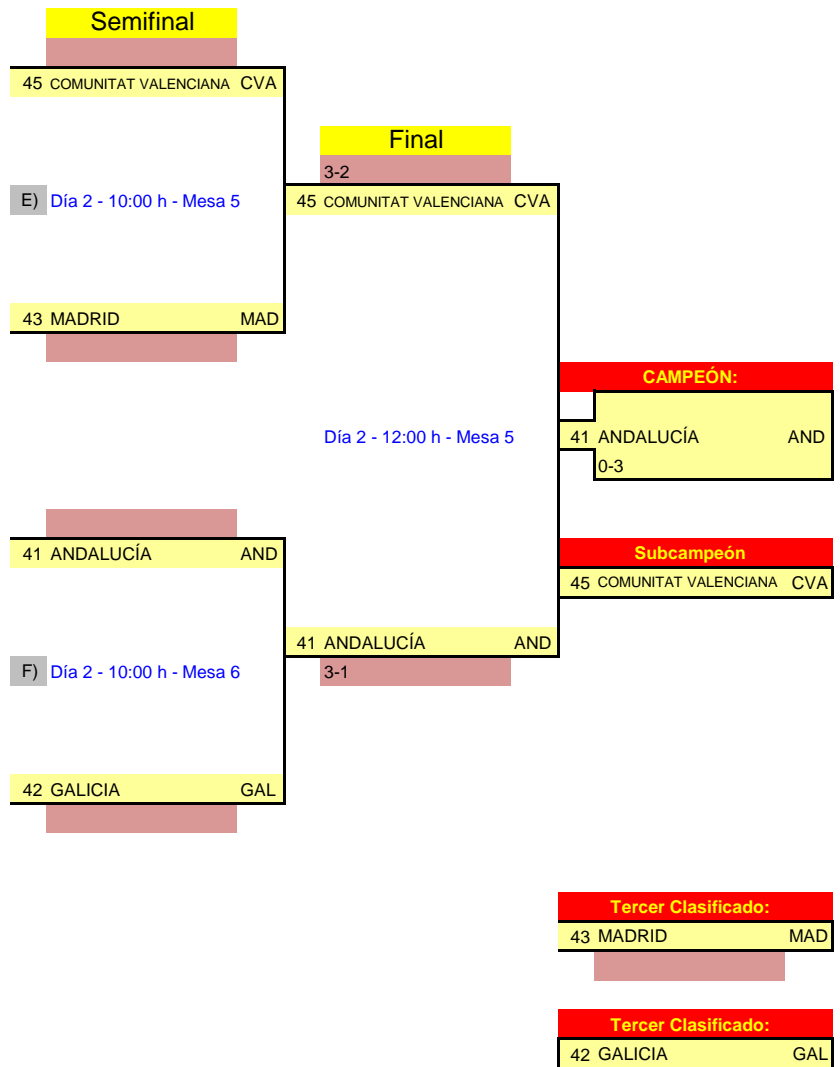 Semifinal
45 COMUNITAT VALENCIANA CVA
Final
3-2
E) Día 2 - 10:00 h - Mesa 5
45 COMUNITAT VALENCIANA CVA
43 MADRID MAD
CAMPEÓN:
Día 2 - 12:00 h - Mesa 5
41 ANDALUCÍA AND
0-3
41 ANDALUCÍA AND
Subcampeón
45 COMUNITAT VALENCIANA CVA
41 ANDALUCÍA AND
F) Día 2 - 10:00 h - Mesa 6
3-1
42 GALICIA GAL
Tercer Clasificado:
43 MADRID MAD
Tercer Clasificado:
42 GALICIA GAL